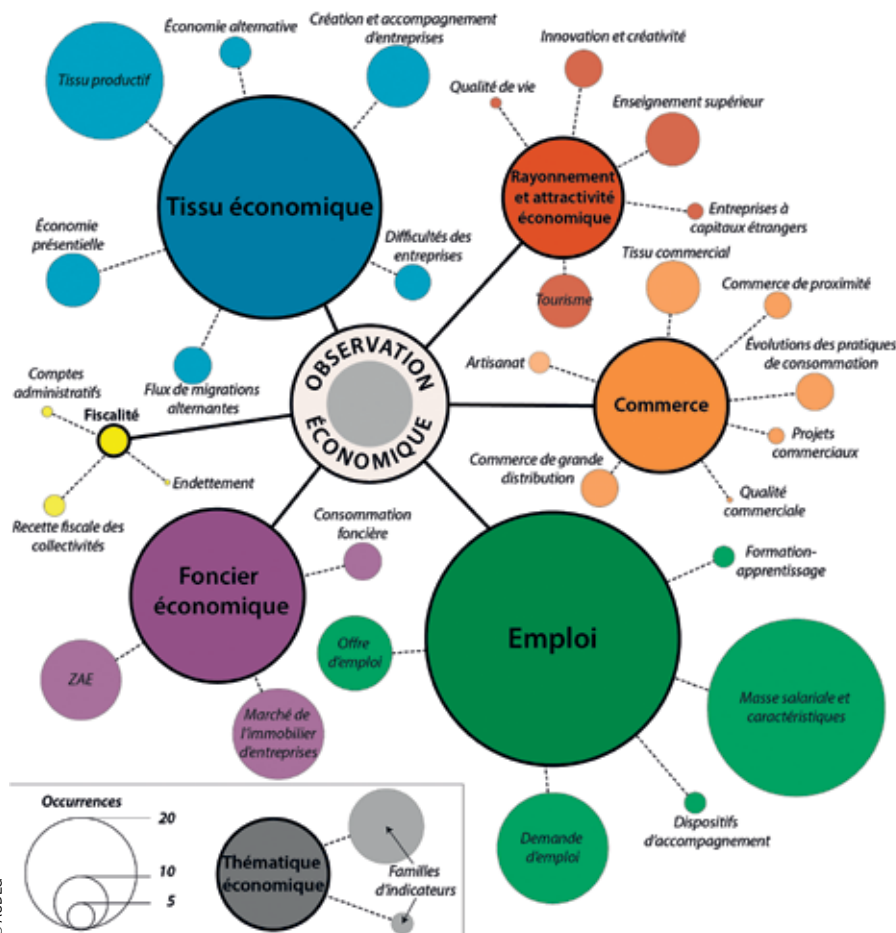 Économie alternative
Création et accompagnement
d'entreprises
Tissu productif
Tissu économique
Économie
présentielle
Difficultés des
entreprises
Flux de migrations
alternantes
Innovation et créativité
Qualité de vie
Enseignement supérieur
Rayonnement
et attractivité
économique
Entreprises à
capitaux étrangers
Tourisme
Tissu commercial
Commerce de proximité
Évolutions des pratiques
de consommation
Artisanat
Commerce
Projets
commerciaux
Commerce de grande
distribution
Qualité
commerciale
OBSERVATION
ÉCONOMIQUE
Comptes
administratifs
Fiscalité
Endettement
Recette fiscale des
collectivités
Consommation
foncière
Foncier
économique
ZAE
Marché de
l'immobilier
d'entreprises
Formation-
apprentissage
Offre
d'emploi
Emploi
Masse salariale et
caractéristiques
Demande
d'emploi
Dispositifs
d'accompagnement
Occurrences
20
10
5
Thématique
économique
Familles
d'indicateurs